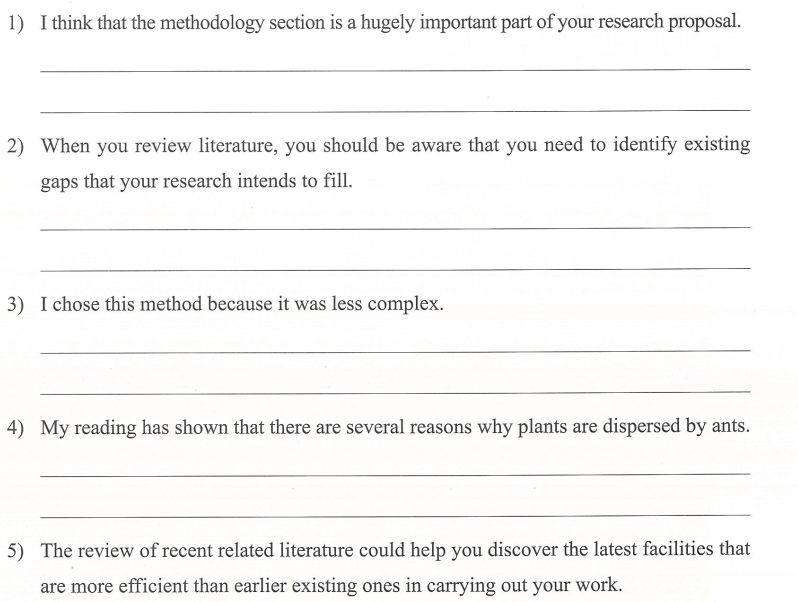 1) I think that the methodology section is a hugely important part of your research proposal.
2) When you review literature, you should be aware that you need to identify existing
gaps that your research intends to fill.
3) I chose this method because it was less complex.
4) My reading has shown that there are several reasons why plants are dispersed by ants.
5) The review of recent related literature could help you discover the latest facilities that
are more efficient than earlier existing ones in carrying out your work.